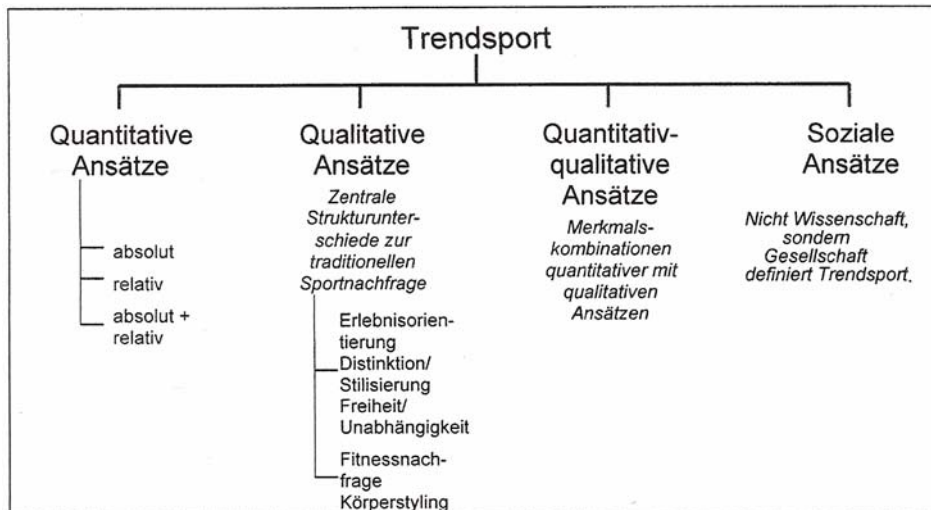 Trendsport
Quantitative
Ansätze
absolut
relativ
absolut +
relativ
Qualitative
Ansätze
Zentrale
Strukturunter-
schiede zur
traditionellen
Sportnachfrage
Erlebnisorien-
tierung
Distinktion/
Stilisierung
Freiheit/
Unabhängigkeit
Fitnessnach-
frage
Körperstyling
Quantitativ-
qualitative
Ansätze
Merkmals-
kombinationen
quantitativer mit
qualitativen
Ansätzen
Soziale
Ansätze
Nicht Wissenschaft,
sondern
Gesellschaft
definiert Trendsport.